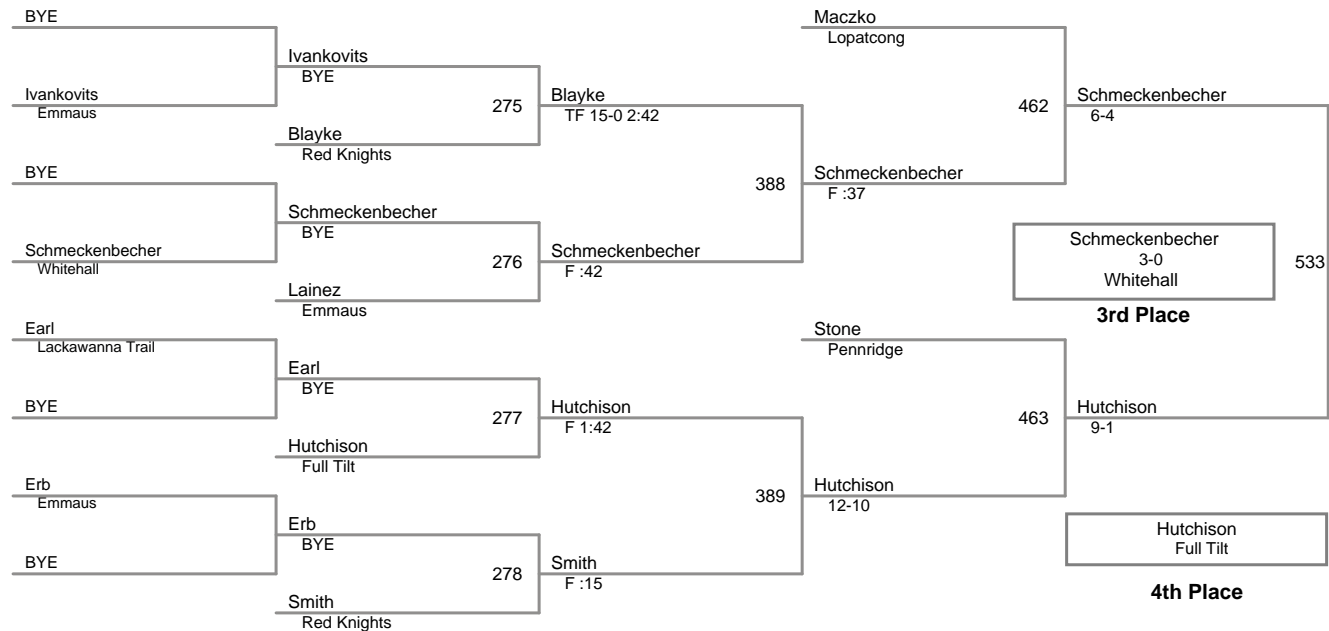 BYE
Maczko
Lopatcong
Ivankovits
BYE
Ivankovits
Emmaus
275
Blayke
TF 15-0 2:42
462
Schmeckenbecher
6-4
Blayke
Red Knights
BYE
388
Schmeckenbecher
F :37
Schmeckenbecher
BYE
Schmeckenbecher
Whitehall
276
Schmeckenbecher
F :42
Schmeckenbecher
3-0
Whitehall
533
3rd Place
Lainez
Emmaus
Earl
Lackawanna Trail
Stone
Pennridge
Earl
BYE
BYE
277
Hutchison
F 1:42
463
Hutchison
9-1
Hutchison
Full Tilt
Erb
Emmaus
389
Hutchison
12-10
Erb
BYE
Hutchison
Full Tilt
BYE
278
Smith
F :15
4th Place
Smith
Red Knights